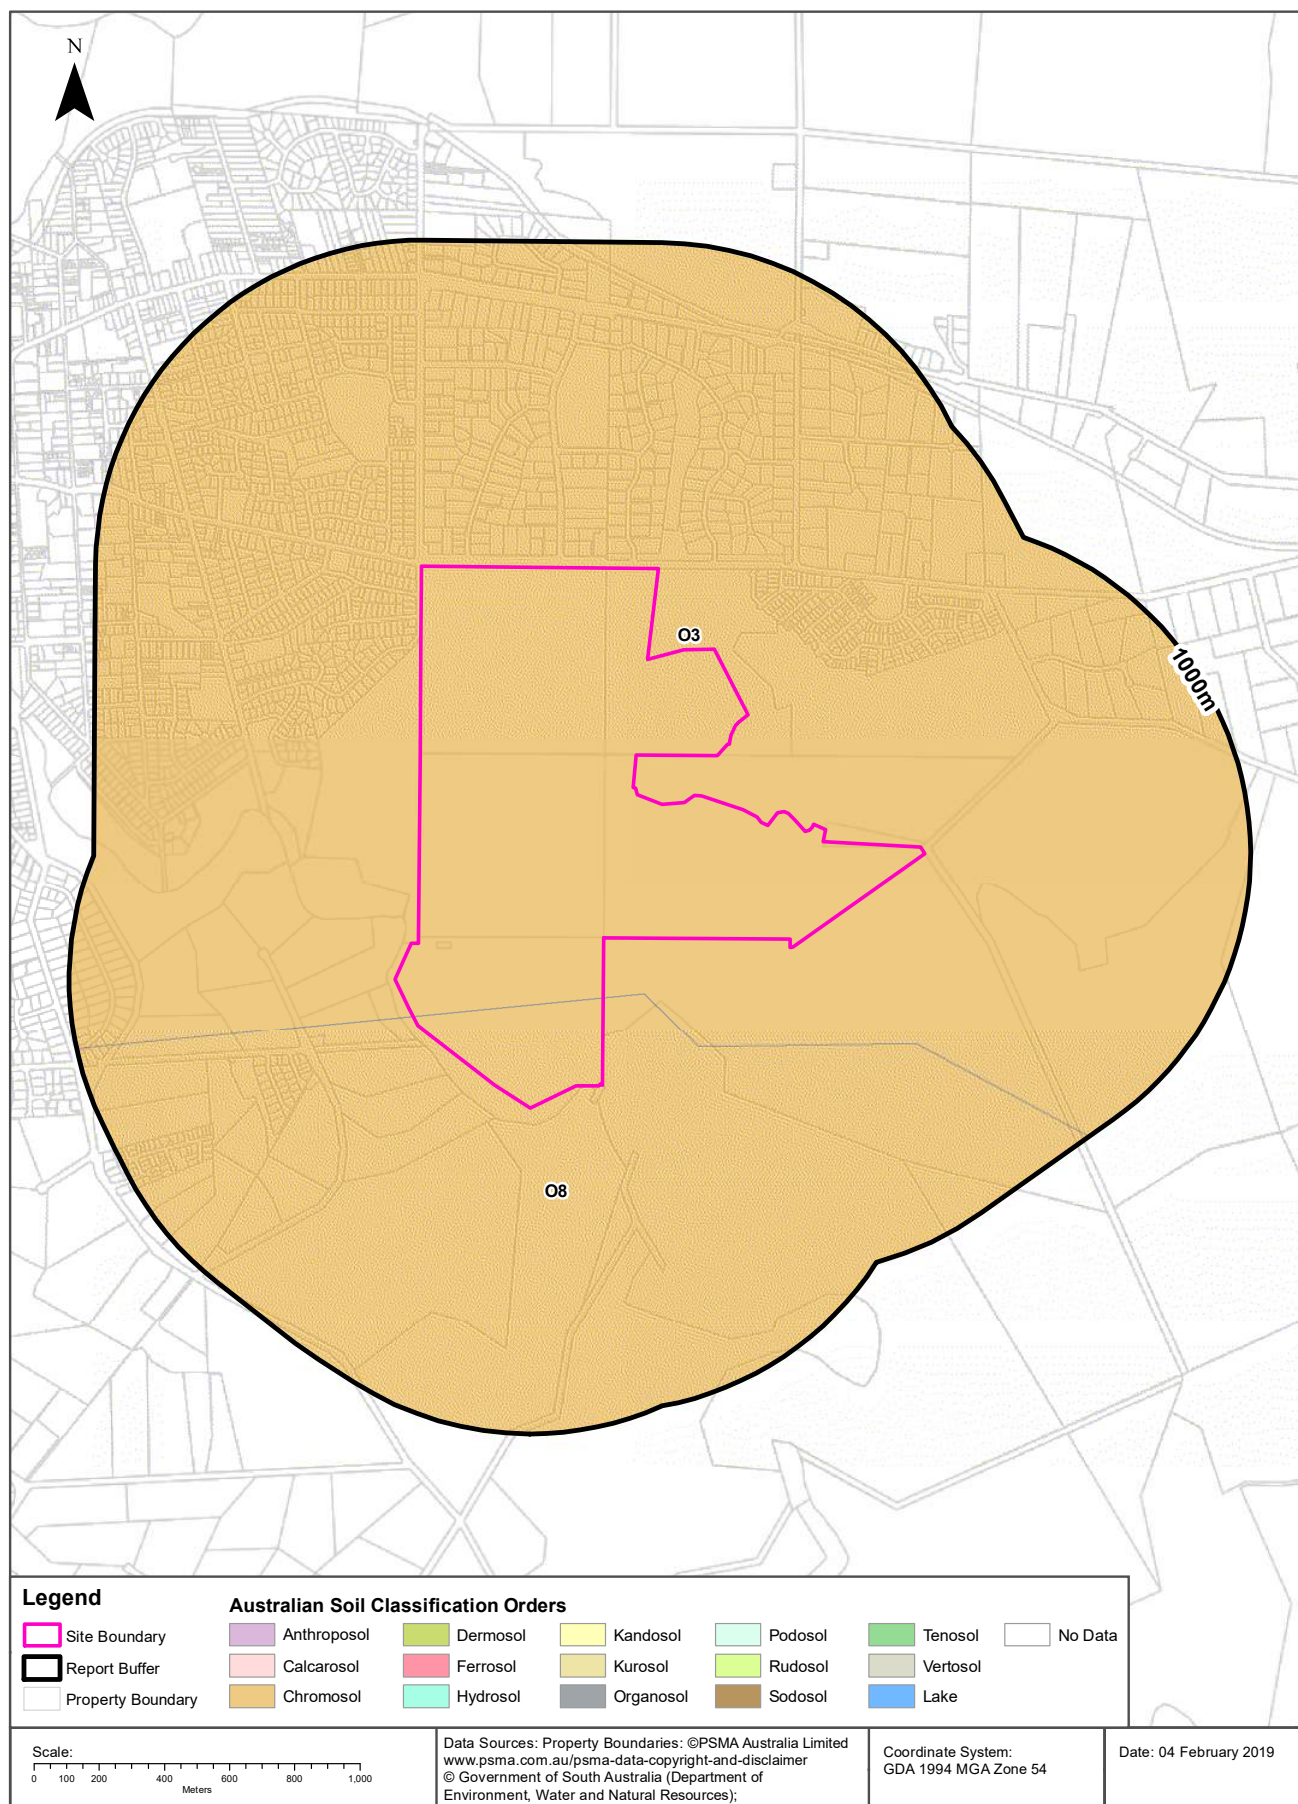 N
O3
1000m
O8
Legend
Site Boundary
Report Buffer
Property Boundary
Australian Soil Classification Orders
Anthroposol
Dermosol
Kandosol
Podosol
Tenosol
No Data
Calcarosol
Ferrosol
Kurosol
Rudosol
Vertosol
Chromosol
Hydrosol
Organosol
Sodosol
Lake
Scale:
0 100 200 400 600 800 1,000
Meters
Data Sources: Property Boundaries: ©PSMA Australia Limited
www.psma.com.au/psma-data-copyright-and-disclaimer
© Government of South Australia (Department of
Environment, Water and Natural Resources);
Coordinate System:
GDA 1994 MGA Zone 54
Date: 04 February 2019